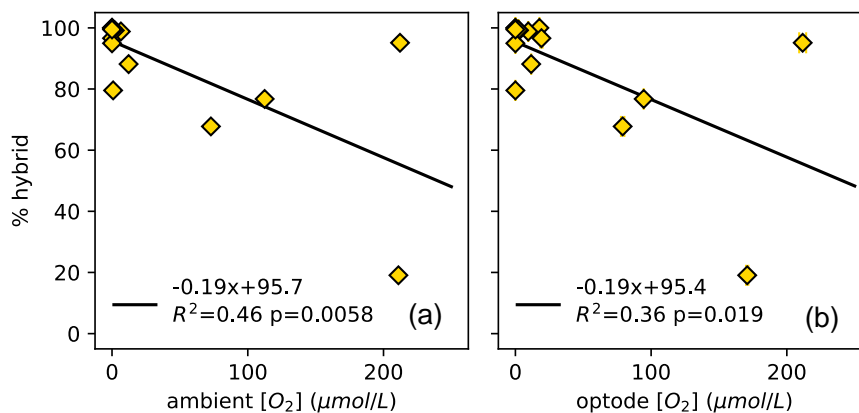 100
80
60
40
20
0
% hybrid
-0.19x+95.7
R²=0.46 p=0.0058
(a)
0
100
200
ambient [O₂] (μmol/L)
-0.19x+95.4
R²=0.36 p=0.019
(b)
0
100
200
optode [O₂] (μmol/L)